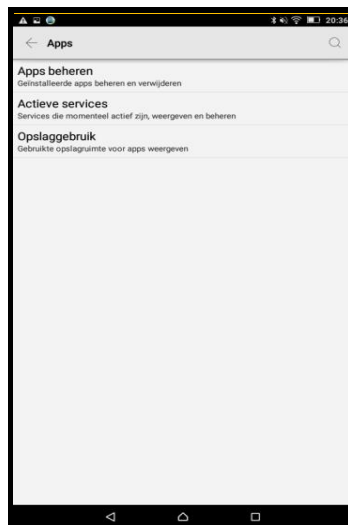 20:36
Apps
Apps beheren
Geïnstalleerde apps beheren en verwijderen
Actieve services
Services die momenteel actief zijn, weergeven en beheren
Opslaggebruik
Gebruikte opslagruimte voor apps weergeven